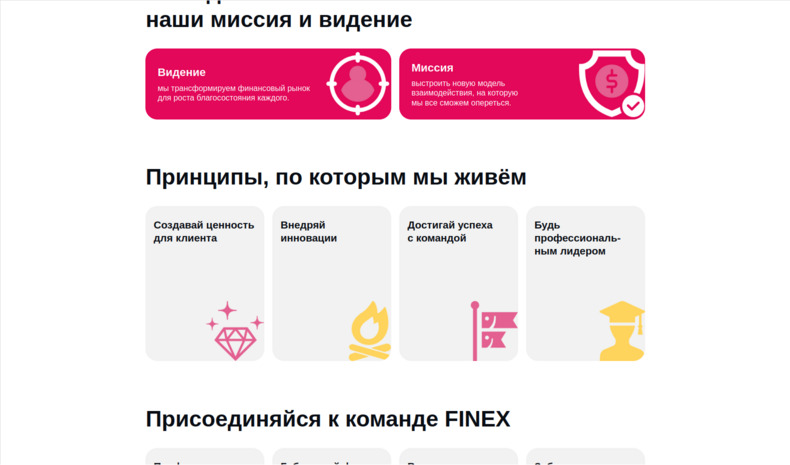 наши миссия и видение
Видение
мы трансформируем финансовый рынок
для роста благосостояния каждого.
Миссия
выстроить новую модель
взаимодействия, на которую
мы все сможем опереться.
Принципы, по которым мы живём
Создавай ценность
для клиента
Внедряй
инновации
Достигай успеха
с командой
Будь
профессиональ-
ным лидером
Присоединяйся к команде FINEX